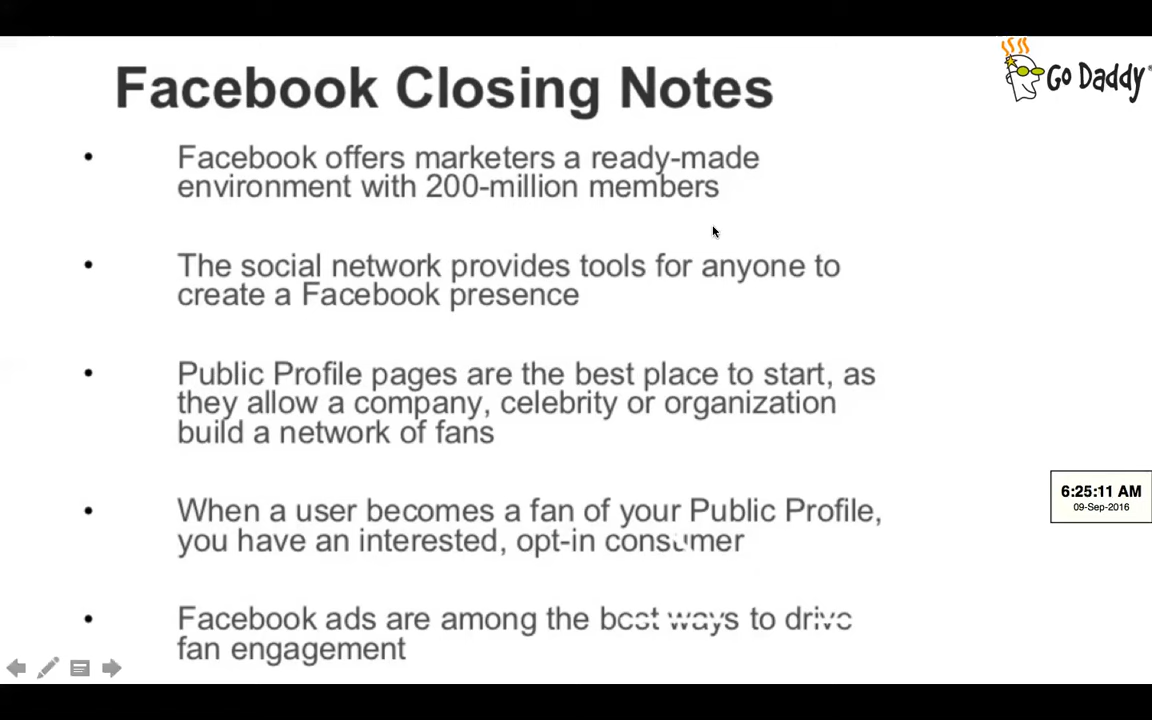 Facebook Closing Notes
Go Daddy
• Facebook offers marketers a ready-made
environment with 200-million members
• The social network provides tools for anyone to
create a Facebook presence
• Public Profile pages are the best place to start, as
they allow a company, celebrity or organization
build a network of fans
• When a user becomes a fan of your Public Profile,
you have an interested, opt-in consumer
• Facebook ads are among the best ways to drive
fan engagement
6:25:11 AM
09-Sep-2016